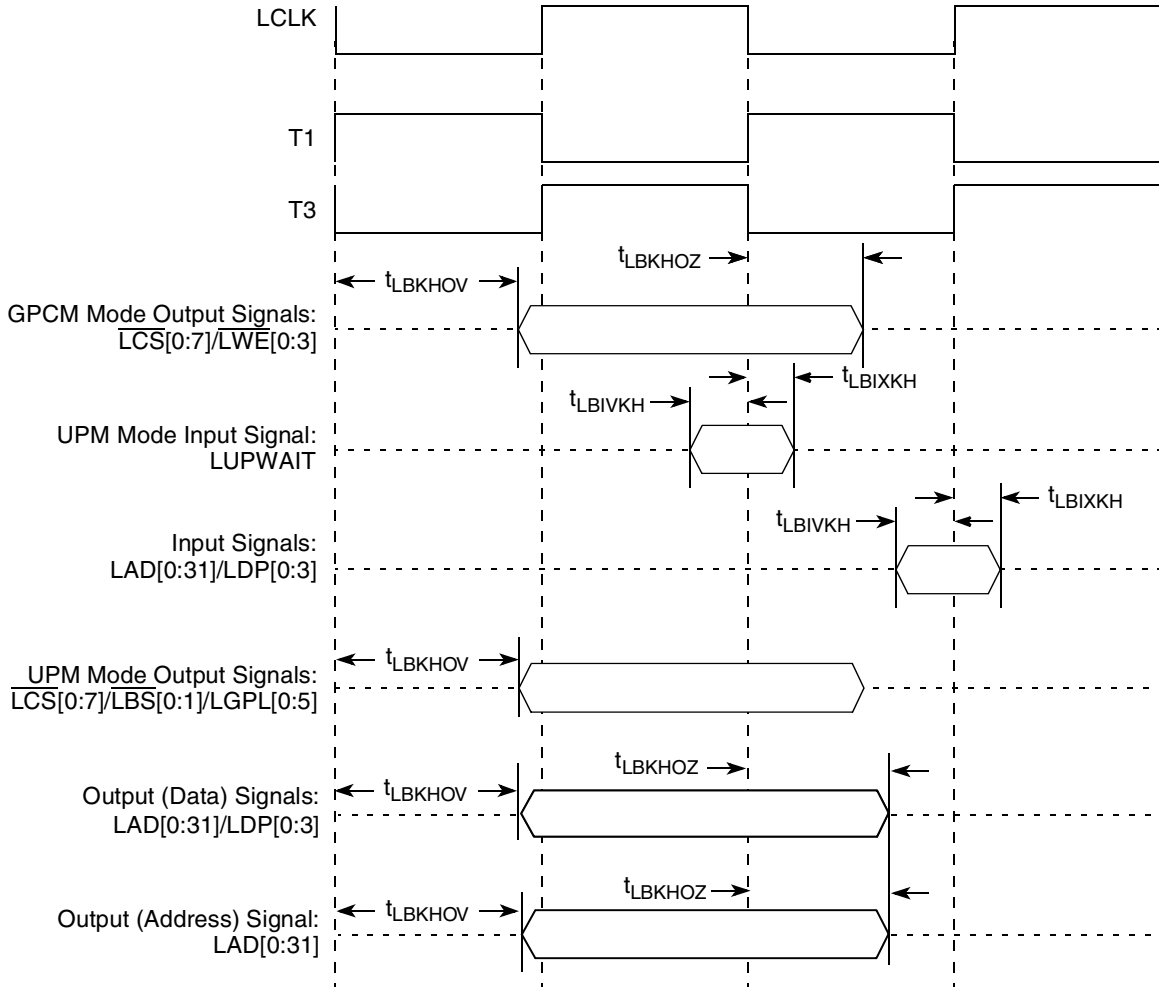 LCLK
T1
T3
tLBKHOZ
tLBKHOV
GPCM Mode Output Signals:
LCS[0:7]/LWE[0:3]
tLBIXKH
tLBIVKH
UPM Mode Input Signal:
LUPWAIT
tLBIXKH
tLBIVKH
Input Signals:
LAD[0:31]/LDP[0:3]
tLBKHOV
UPM Mode Output Signals:
LCS[0:7]/LBS[0:1]/LGPL[0:5]
tLBKHOZ
tLBKHOV
Output (Data) Signals:
LAD[0:31]/LDP[0:3]
tLBKHOZ
tLBKHOV
Output (Address) Signal:
LAD[0:31]